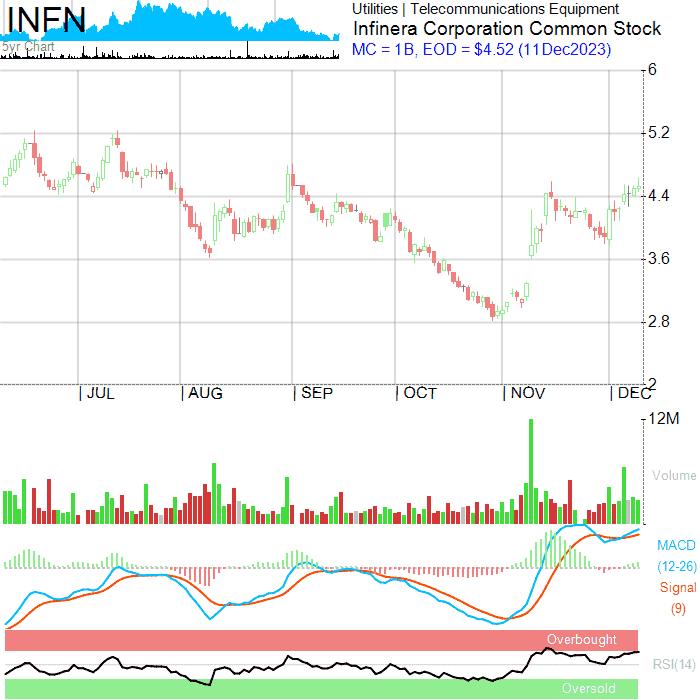 INFN
5yr Chart
Utilities | Telecommunications Equipment
Infinera Corporation Common Stock
MC = 1B, EOD = $4.52 (11Dec2023)
6
5.2
4.4
3.6
2.8
2
| JUL | AUG | SEP | OCT | NOV | DEC
12M
Volume
MACD
(12-26)
Signal
(9)
Overbought
RSI(14)
Oversold